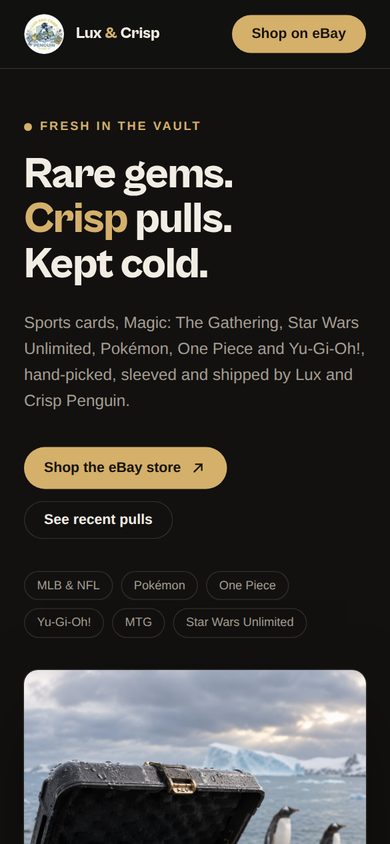 PENGUIN
Lux & Crisp
Shop on eBay
FRESH IN THE VAULT
Rare gems.
Crisp pulls.
Kept cold.
Sports cards, Magic: The Gathering, Star Wars
Unlimited, Pokémon, One Piece and Yu-Gi-Oh!,
hand-picked, sleeved and shipped by Lux and
Crisp Penguin.
Shop the eBay store
See recent pulls
MLB & NFL
Pokémon
One Piece
Yu-Gi-Oh!
MTG
Star Wars Unlimited